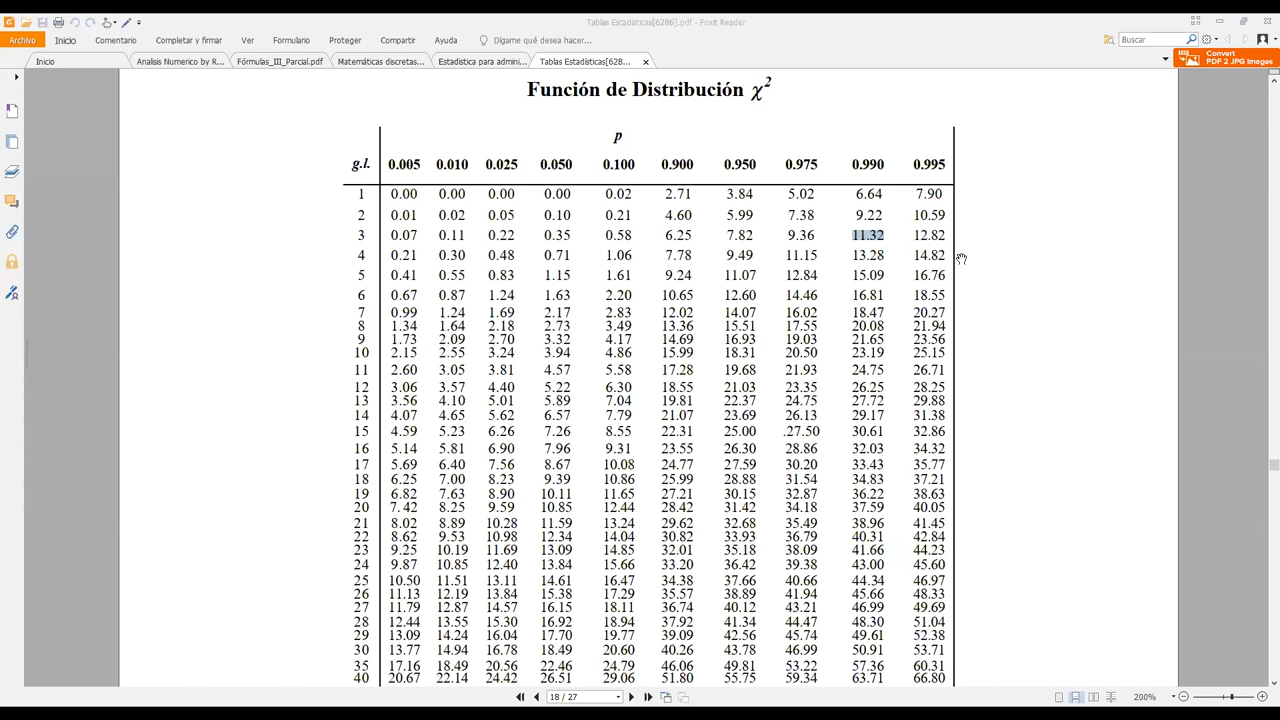 Tablas Estadísticas[6286].pdf - Foxit Reader
Archivo Inicio Comentario Completar y firmar Ver Formulario Proteger Compartir Ayuda Dígame qué desea hacer... Buscar
Inicio Analisis Numerico by R... Fórmulas_III_Parcial.pdf Matemáticas discretas... Estadistica para admini... Tablas Estadísticas[628...
Convert
PDF 2 JPG Images
Función de Distribución χ²
p
g.l. 0.005 0.010 0.025 0.050 0.100 0.900 0.950 0.975 0.990 0.995
1 0.00 0.00 0.00 0.00 0.02 2.71 3.84 5.02 6.64 7.90
2 0.01 0.02 0.05 0.10 0.21 4.60 5.99 7.38 9.22 10.59
3 0.07 0.11 0.22 0.35 0.58 6.25 7.82 9.36 11.32 12.82
4 0.21 0.30 0.48 0.71 1.06 7.78 9.49 11.15 13.28 14.82
5 0.41 0.55 0.83 1.15 1.61 9.24 11.07 12.84 15.09 16.76
6 0.67 0.87 1.24 1.63 2.20 10.65 12.60 14.46 16.81 18.55
7 0.99 1.24 1.69 2.17 2.83 12.02 14.07 16.02 18.47 20.27
8 1.34 1.64 2.18 2.73 3.49 13.36 15.51 17.55 20.08 21.94
9 1.73 2.09 2.70 3.32 4.17 14.69 16.93 19.03 21.65 23.56
10 2.15 2.55 3.24 3.94 4.86 15.99 18.31 20.50 23.19 25.15
11 2.60 3.05 3.81 4.57 5.58 17.28 19.68 21.93 24.75 26.71
12 3.06 3.57 4.40 5.22 6.30 18.55 21.03 23.35 26.25 28.25
13 3.56 4.10 5.01 5.89 7.04 19.81 22.37 24.75 27.72 29.88
14 4.07 4.65 5.62 6.57 7.79 21.07 23.69 26.13 29.17 31.38
15 4.59 5.23 6.26 7.26 8.55 22.31 25.00 .27.50 30.61 32.86
16 5.14 5.81 6.90 7.96 9.31 23.55 26.30 28.86 32.03 34.32
17 5.69 6.40 7.56 8.67 10.08 24.77 27.59 30.20 33.43 35.77
18 6.25 7.00 8.23 9.39 10.86 25.99 28.88 31.54 34.83 37.21
19 6.82 7.63 8.90 10.11 11.65 27.21 30.15 32.87 36.22 38.63
20 7.42 8.25 9.59 10.85 12.44 28.42 31.42 34.18 37.59 40.05
21 8.02 8.89 10.28 11.59 13.24 29.62 32.68 35.49 38.96 41.45
22 8.62 9.53 10.98 12.34 14.04 30.82 33.93 36.79 40.31 42.84
23 9.25 10.19 11.69 13.09 14.85 32.01 35.18 38.09 41.66 44.23
24 9.87 10.85 12.40 13.84 15.66 33.20 36.42 39.38 43.00 45.60
25 10.50 11.51 13.11 14.61 16.47 34.38 37.66 40.66 44.34 46.97
26 11.13 12.19 13.84 15.38 17.29 35.57 38.89 41.94 45.66 48.33
27 11.79 12.87 14.57 16.15 18.11 36.74 40.12 43.21 46.99 49.69
28 12.44 13.55 15.30 16.92 18.94 37.92 41.34 44.47 48.30 51.04
29 13.09 14.24 16.04 17.70 19.77 39.09 42.56 45.74 49.61 52.38
30 13.77 14.94 16.78 18.49 20.60 40.26 43.78 46.99 50.91 53.71
35 17.16 18.49 20.56 22.46 24.79 46.06 49.81 53.22 57.36 60.31
40 20.67 22.14 24.42 26.51 29.06 51.80 55.75 59.34 63.71 66.80
18 / 27 200%